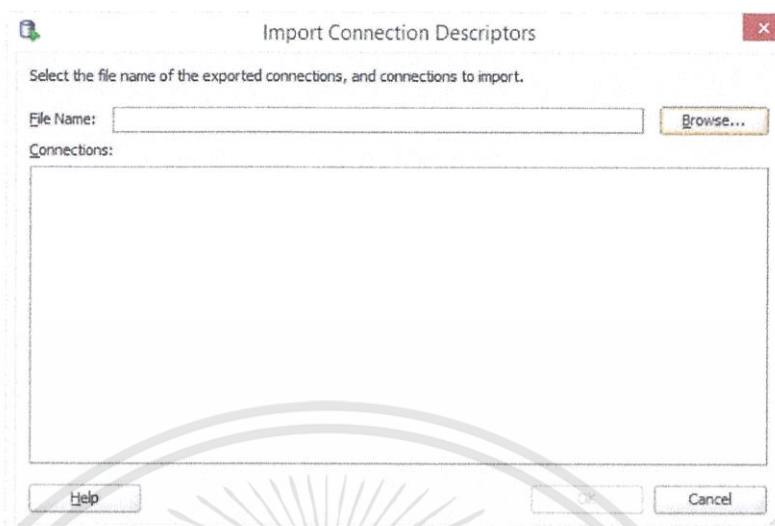 Import Connection Descriptors
Select the file name of the exported connections, and connections to import.
File Name:
Browse...
Connections:
Help
OK
Cancel